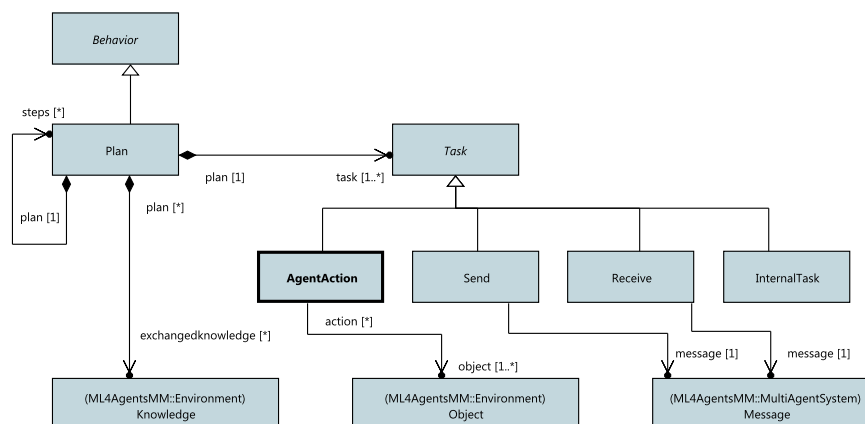 Behavior
steps [*]
Plan
Task
plan [1]
task [1..*]
plan [1]
plan [*]
AgentAction
Send
Receive
InternalTask
action [*]
exchangedknowledge [*]
message [1]
message [1]
object [1..*]
(ML4AgentsMM::Environment)
Knowledge
(ML4AgentsMM::Environment)
Object
(ML4AgentsMM::MultiAgentSystem)
Message